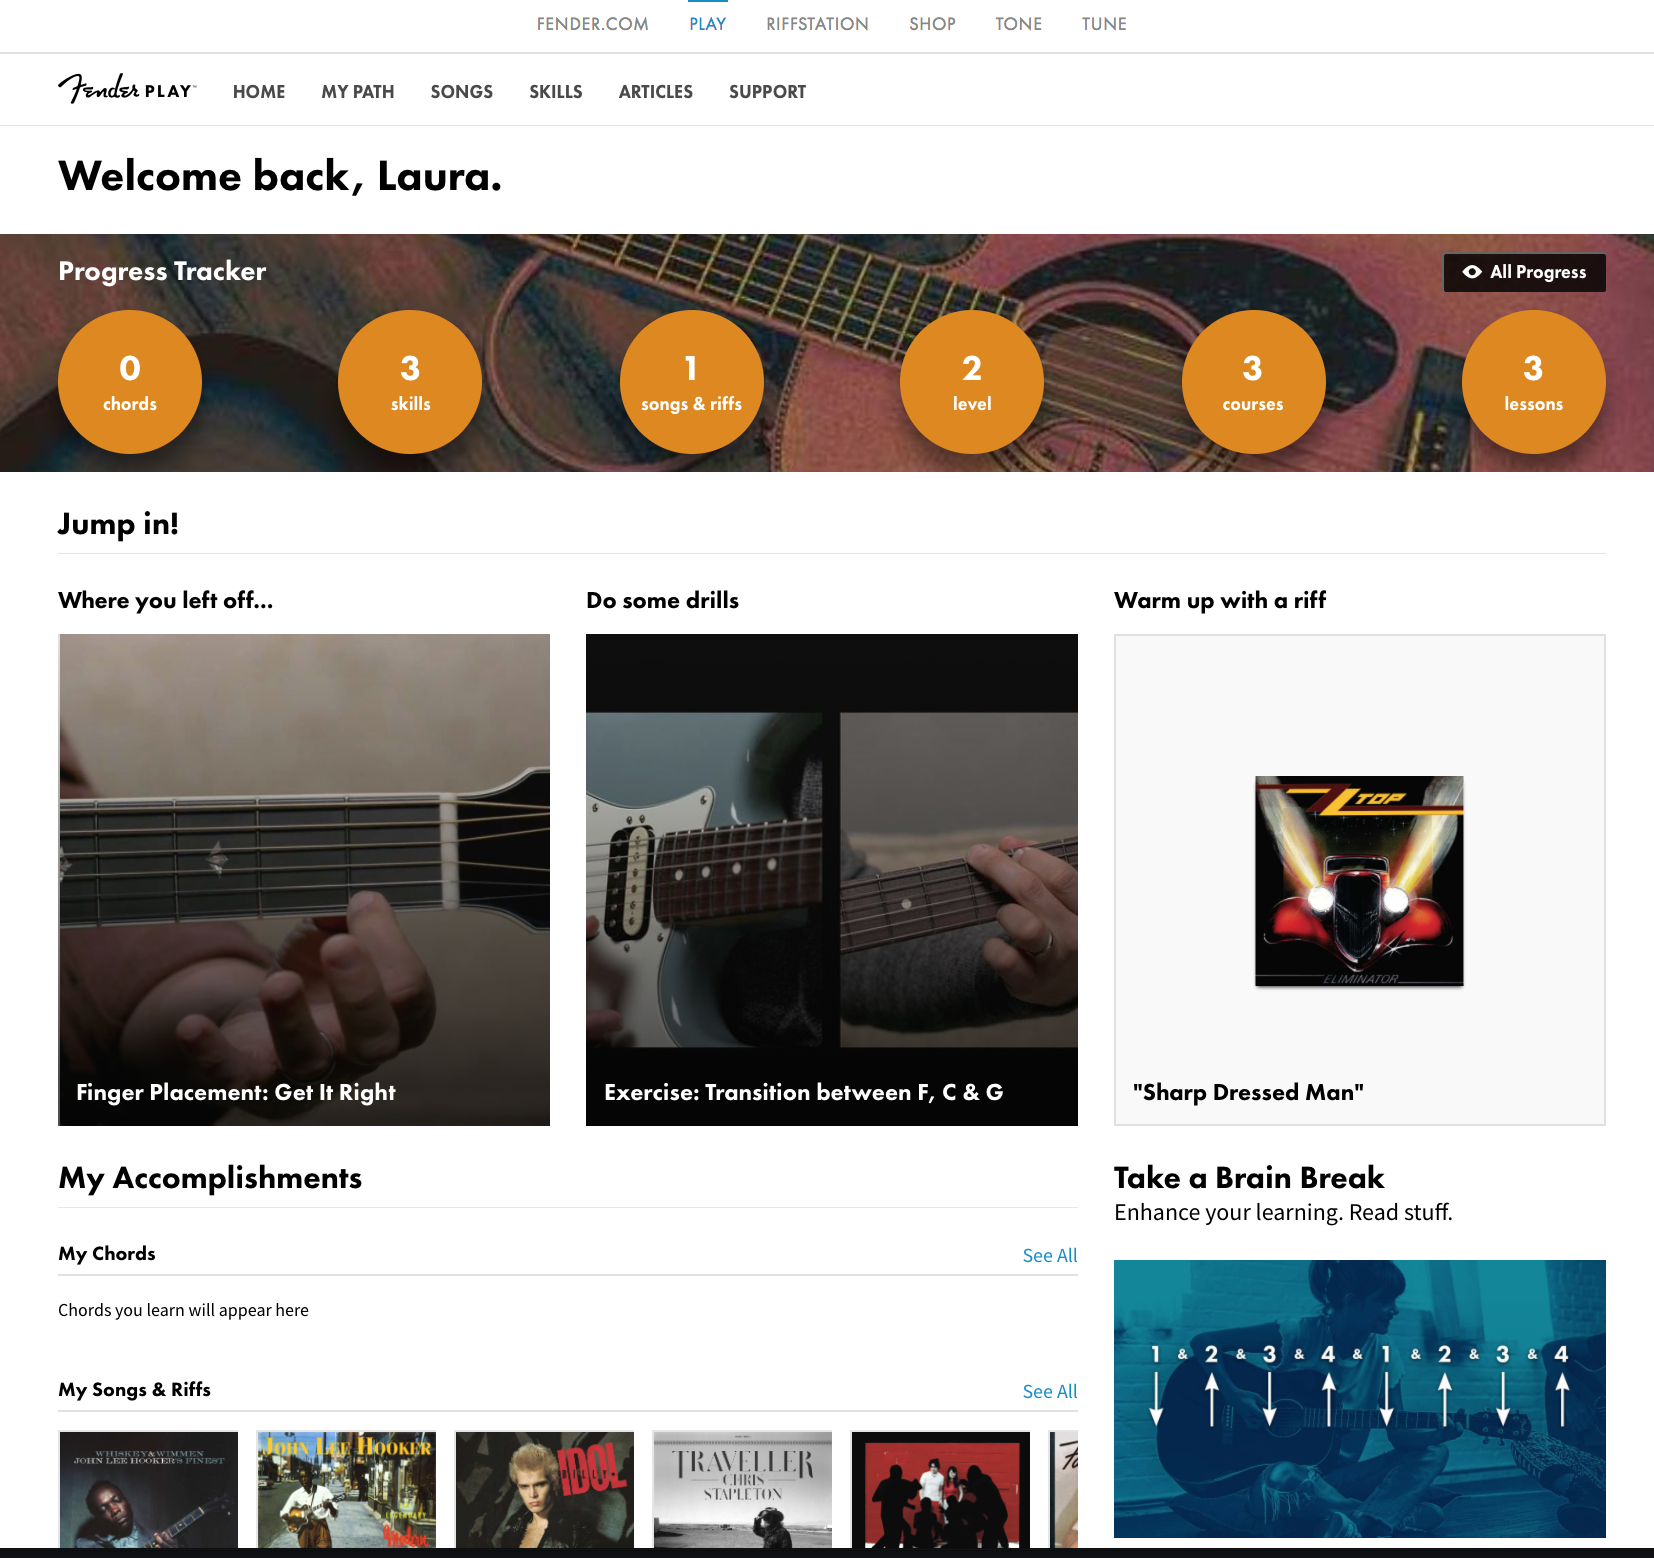 FENDER.COM PLAY RIFFSTATION SHOP TONE TUNE
Fender PLAY™ HOME MY PATH SONGS SKILLS ARTICLES SUPPORT
Welcome back, Laura.
Progress Tracker
All Progress
0
chords
3
skills
1
songs & riffs
2
level
3
courses
3
lessons
Jump in!
Where you left off...
Finger Placement: Get It Right
Do some drills
Exercise: Transition between F, C & G
Warm up with a riff
ZZ TOP
ELIMINATOR
"Sharp Dressed Man"
My Accomplishments
My Chords See All
Chords you learn will appear here
My Songs & Riffs See All
WHISKEY & WIMMEN
JOHN LEE HOOKER'S FINEST
JOHN LEE HOOKER
LEGENDARY
Modern
BILLY
IDOL
TRAVELLER
CHRIS
STAPLETON
Take a Brain Break
Enhance your learning. Read stuff.
1 & 2 & 3 & 4 & 1 & 2 & 3 & 4